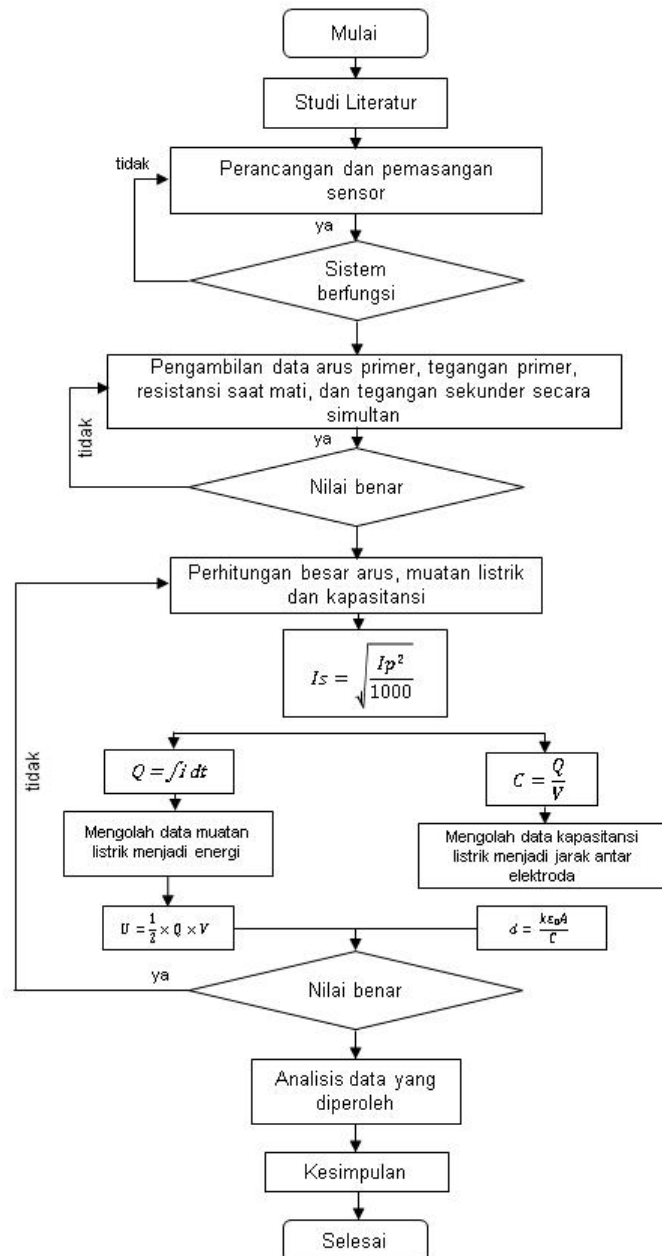 Mulai
Studi Literatur
tidak
Perancangan dan pemasangan
sensor
ya
Sistem
berfungsi
Pengambilan data arus primer, tegangan primer,
resistansi saat mati, dan tegangan sekunder secara
simultan
tidak
ya
Nilai benar
Perhitungan besar arus, muatan listrik
dan kapasitansi
Is = √(Ip²/1000)
tidak
Q = ∫i dt
C = Q/V
Mengolah data muatan
listrik menjadi energi
Mengolah data kapasitansi
listrik menjadi jarak antar
elektroda
U = 1/2 × Q × V
d = kε₀A/C
ya
Nilai benar
Analisis data yang
diperoleh
Kesimpulan
Selesai